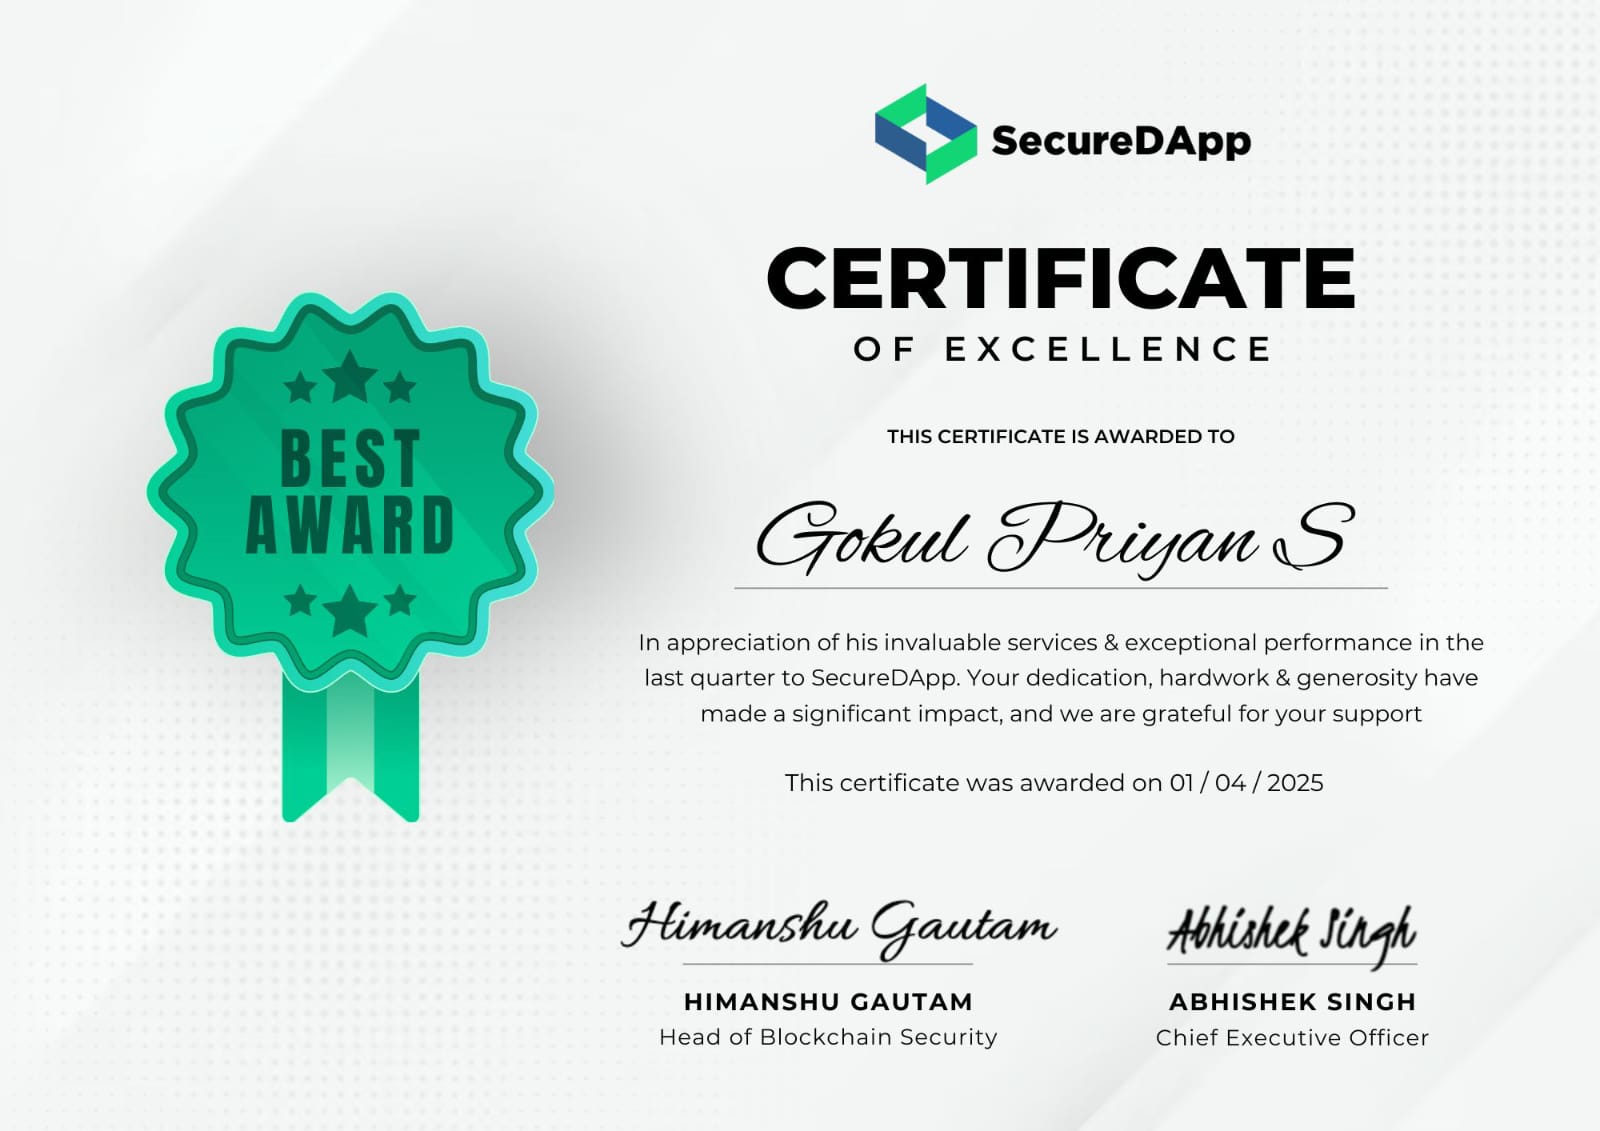 SecureDApp
CERTIFICATE
OF EXCELLENCE
THIS CERTIFICATE IS AWARDED TO
Gokul Priyan S
BEST
AWARD
In appreciation of his invaluable services & exceptional performance in the
last quarter to SecureDApp. Your dedication, hardwork & generosity have
made a significant impact, and we are grateful for your support
This certificate was awarded on 01 / 04 / 2025
Himanshu Gautam
HIMANSHU GAUTAM
Head of Blockchain Security
Abhishek Singh
ABHISHEK SINGH
Chief Executive Officer